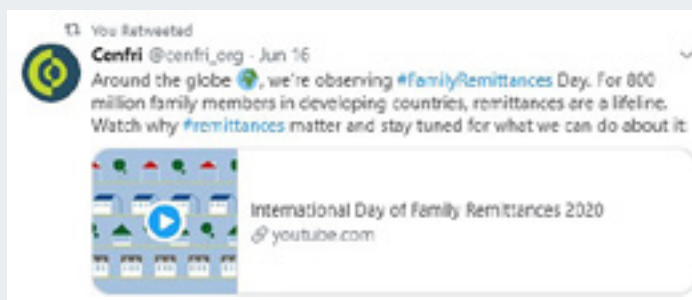 You Retweeted
Cenfri @cenfri_org · Jun 16
Around the globe 🌍, we're observing #FamilyRemittances Day. For 800
million family members in developing countries, remittances are a lifeline.
Watch why #remittances matter and stay tuned for what we can do about it:
International Day of Family Remittances 2020
youtube.com